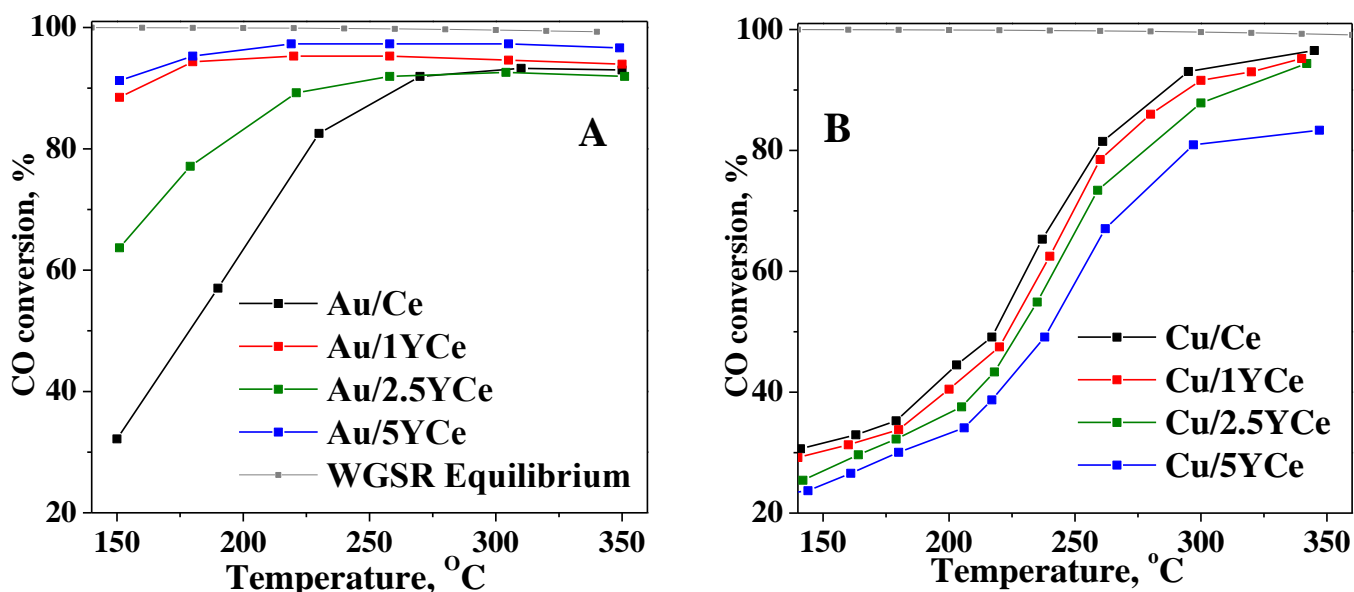 100
80
60
40
20
CO conversion, %
A
Au/Ce
Au/1YCe
Au/2.5YCe
Au/5YCe
WGSR Equilibrium
150 200 250 300 350
Temperature, °C
100
80
60
40
20
CO conversion, %
B
Cu/Ce
Cu/1YCe
Cu/2.5YCe
Cu/5YCe
150 200 250 300 350
Temperature, °C